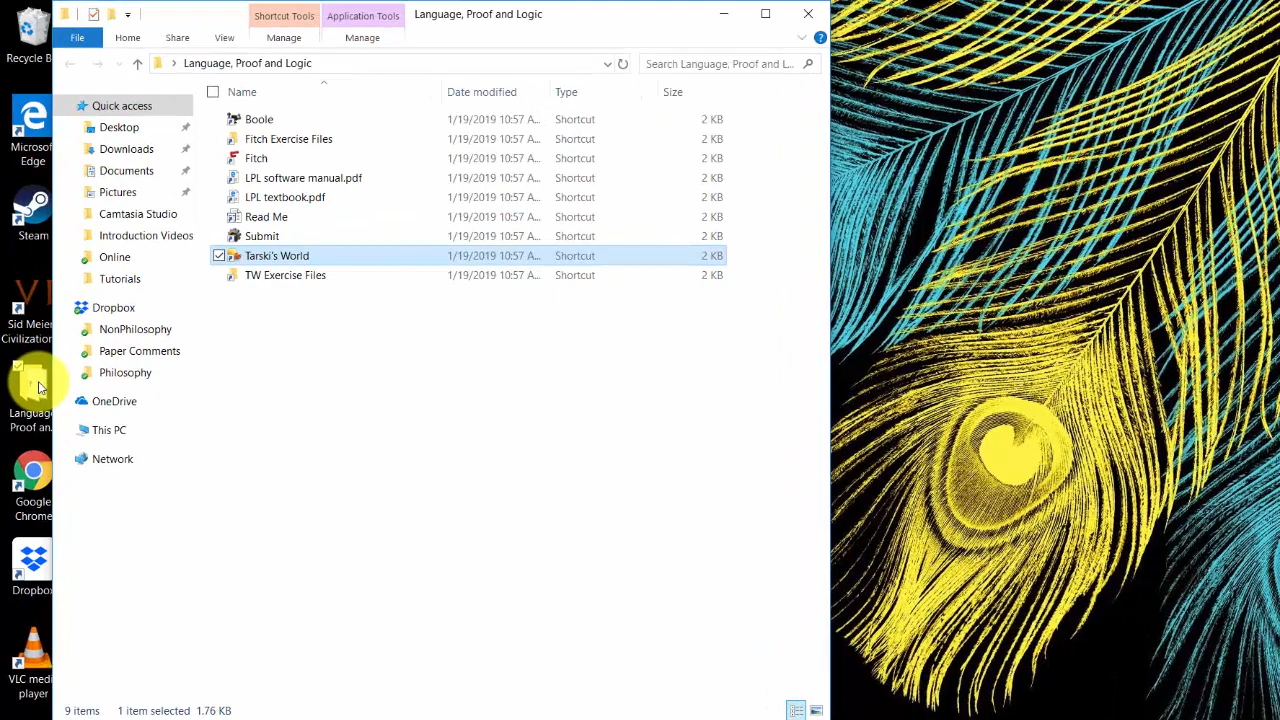 Shortcut Tools
Application Tools
Language, Proof and Logic
File
Home
Share
View
Manage
Manage
Language, Proof and Logic
Search Language, Proof and L...
Name
Date modified
Type
Size
Boole
1/19/2019 10:57 A...
Shortcut
2 KB
Fitch Exercise Files
1/19/2019 10:57 A...
Shortcut
2 KB
Fitch
1/19/2019 10:57 A...
Shortcut
2 KB
LPL software manual.pdf
1/19/2019 10:57 A...
Shortcut
2 KB
LPL textbook.pdf
1/19/2019 10:57 A...
Shortcut
2 KB
Read Me
1/19/2019 10:57 A...
Shortcut
2 KB
Submit
1/19/2019 10:57 A...
Shortcut
2 KB
Tarski's World
1/19/2019 10:57 A...
Shortcut
2 KB
TW Exercise Files
1/19/2019 10:57 A...
Shortcut
2 KB
Quick access
Desktop
Downloads
Documents
Pictures
Camtasia Studio
Introduction Videos
Online
Tutorials
Dropbox
NonPhilosophy
Paper Comments
Philosophy
OneDrive
This PC
Network
9 items
1 item selected
1.76 KB
Recycle B
Microsof
Edge
Steam
Sid Meier
Civilization
Language
Proof an..
Google
Chrome
Dropbox
VLC medi
player